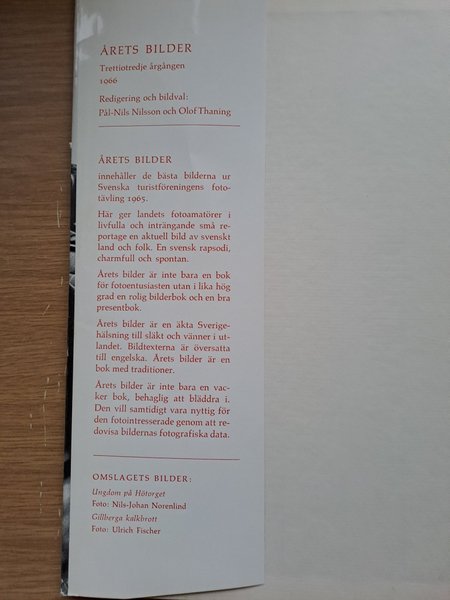 ÅRETS BILDER
Trettiotredje årgången
1966
Redigering och bildval:
Pål-Nils Nilsson och Olof Thaning
ÅRETS BILDER
innehåller de bästa bilderna ur
Svenska turistföreningens foto-
tävling 1965.
Här ger landets fotoamatörer i
livfulla och inträngande små re-
portage en aktuell bild av svenskt
land och folk. En svensk rapsodi,
charmfull och spontan.
Årets bilder är inte bara en bok
för fotoentusiasten utan i lika hög
grad en rolig bilderbok och en bra
presentbok.
Årets bilder är en äkta Sverige-
hälsning till släkt och vänner i ut-
landet. Bildtexterna är översatta
till engelska. Årets bilder är en
bok med traditioner.
Årets bilder är inte bara en vac-
ker bok, behaglig att bläddra i.
Den vill samtidigt vara nyttig för
den fotointresserade genom att re-
dovisa bildernas fotografiska data.
OMSLAGETS BILDER:
Ungdom på Hötorget
Foto: Nils-Johan Norenlind
Gillberga kalkbrott
Foto: Ulrich Fischer